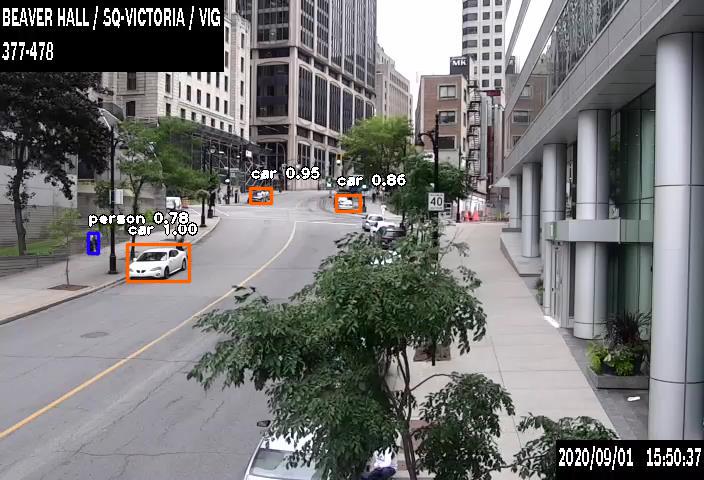 BEAVER HALL / SQ-VICTORIA / VIG
377-478
MK
car 0.95
car 0.86
40
person 0.78
car 1.00
2020/09/01 15:50:37